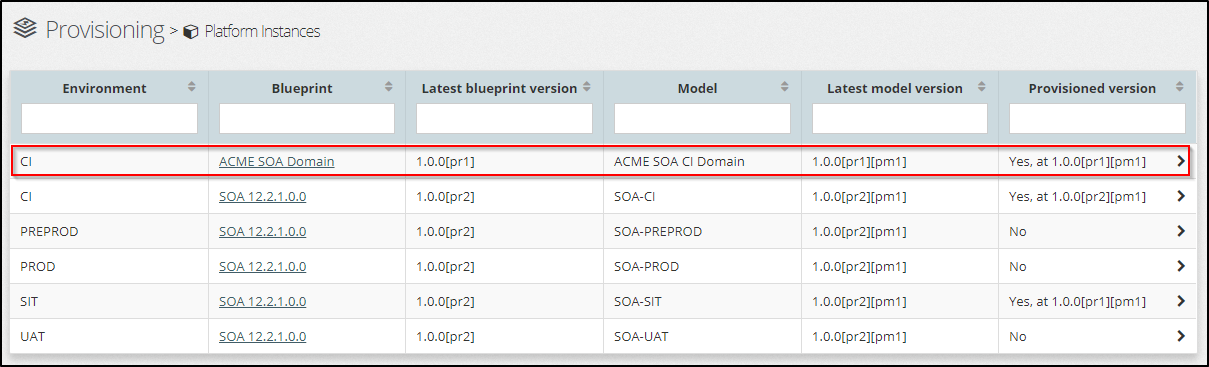 Provisioning > Platform Instances
Environment Blueprint Latest blueprint version Model Latest model version Provisioned version
CI ACME SOA Domain 1.0.0[pr1] ACME SOA CI Domain 1.0.0[pr1][pm1] Yes, at 1.0.0[pr1][pm1]
CI SOA 12.2.1.0.0 1.0.0[pr2] SOA-CI 1.0.0[pr2][pm1] Yes, at 1.0.0[pr2][pm1]
PREPROD SOA 12.2.1.0.0 1.0.0[pr2] SOA-PREPROD 1.0.0[pr2][pm1] No
PROD SOA 12.2.1.0.0 1.0.0[pr2] SOA-PROD 1.0.0[pr2][pm1] No
SIT SOA 12.2.1.0.0 1.0.0[pr2] SOA-SIT 1.0.0[pr2][pm1] Yes, at 1.0.0[pr1][pm1]
UAT SOA 12.2.1.0.0 1.0.0[pr2] SOA-UAT 1.0.0[pr2][pm1] No